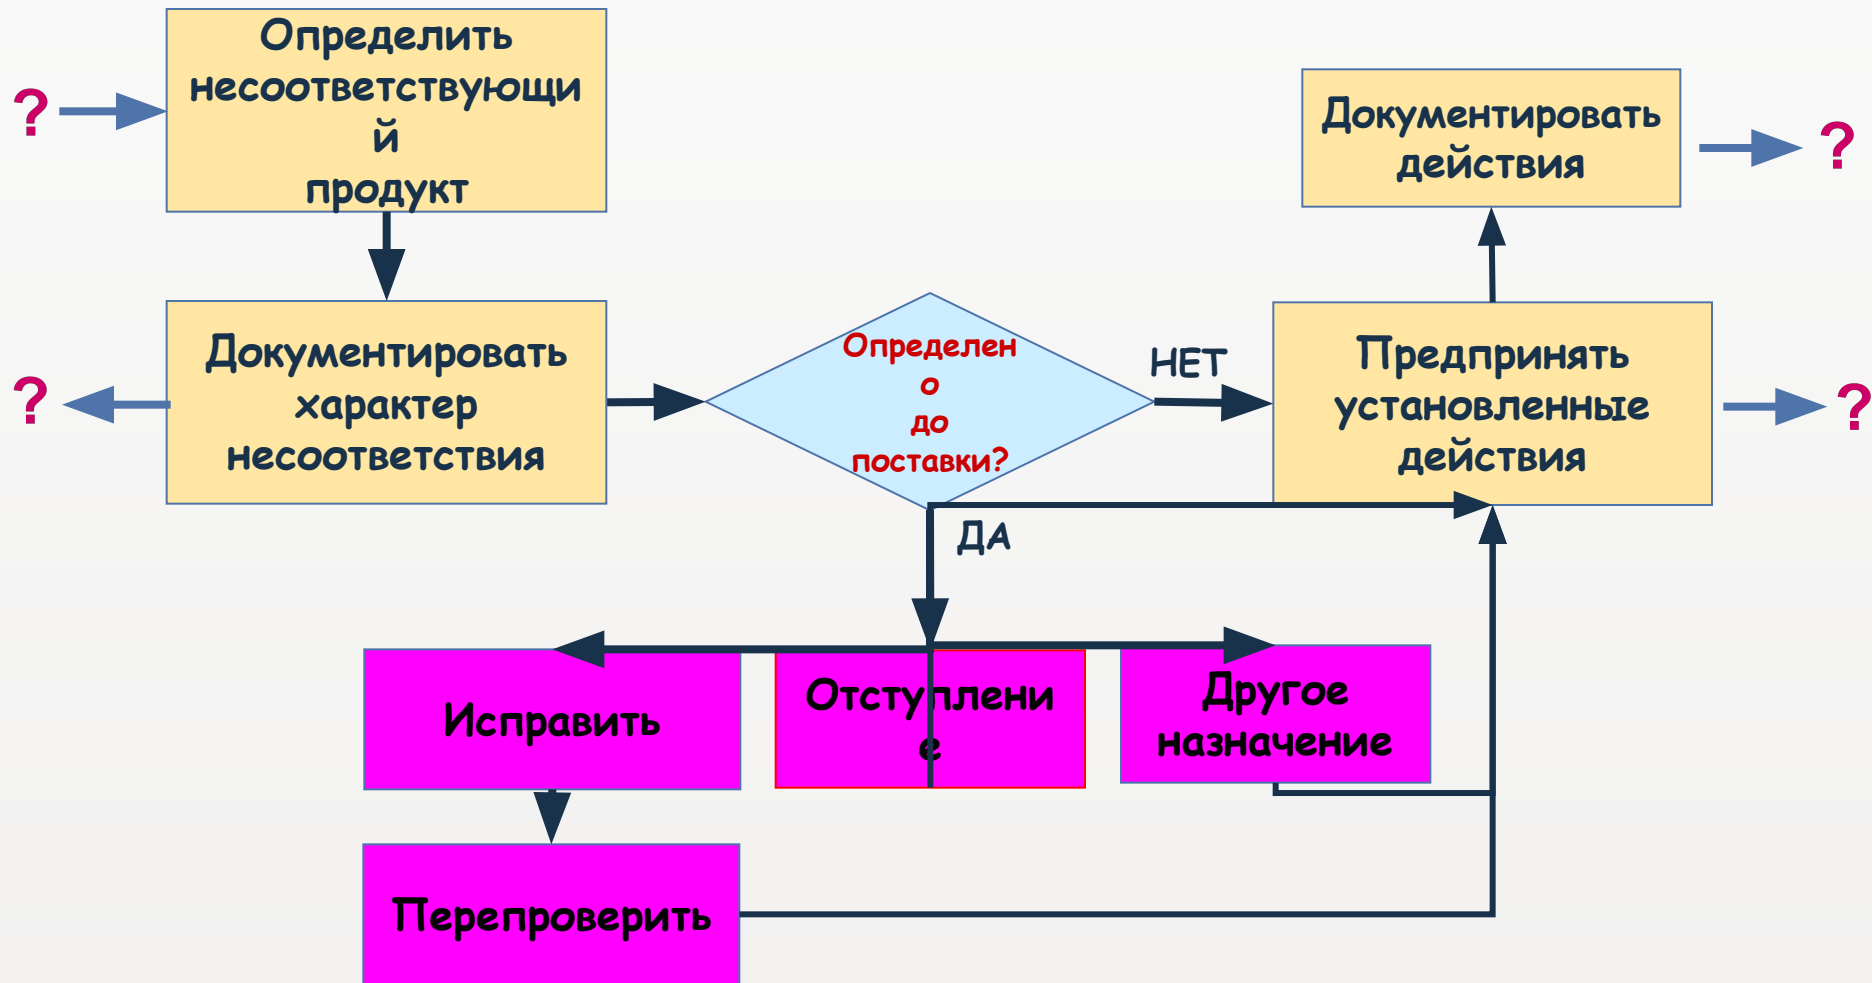 ?
Определить
несоответствующи
й
продукт
?
Документировать
характер
несоответствия
Определен
о
до
поставки?
НЕТ
ДА
Предпринять
установленные
действия
?
Документировать
действия
?
Исправить
Отступлени
е
Другое
назначение
Перепроверить